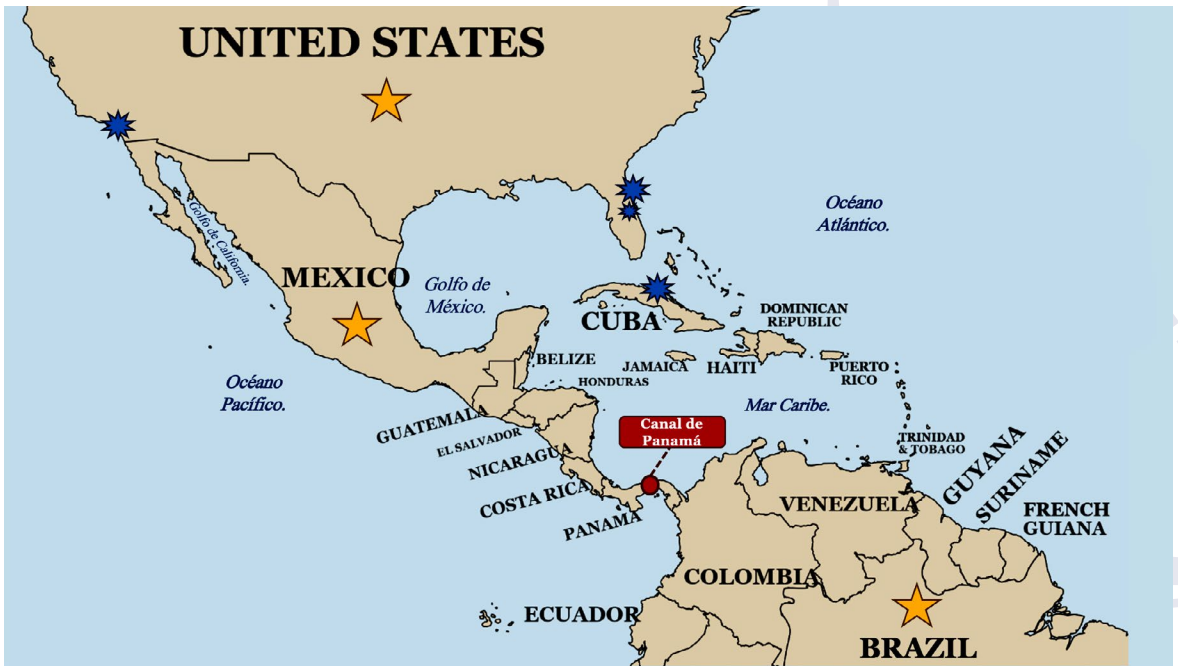 UNITED STATES
Océano
Atlántico.
Golfo de California.
MEXICO
Golfo de
México.
CUBA
DOMINICAN
REPUBLIC
BELIZE
JAMAICA
HAITI
PUERTO
RICO
HONDURAS
Océano
Pacífico.
Mar Caribe.
GUATEMALA
EL SALVADOR
Canal de
Panamá
NICARAGUA
TRINIDAD
& TOBAGO
GUYANA
SURINAME
COSTA RICA
VENEZUELA
FRENCH
GUIANA
PANAMA
COLOMBIA
ECUADOR
BRAZIL